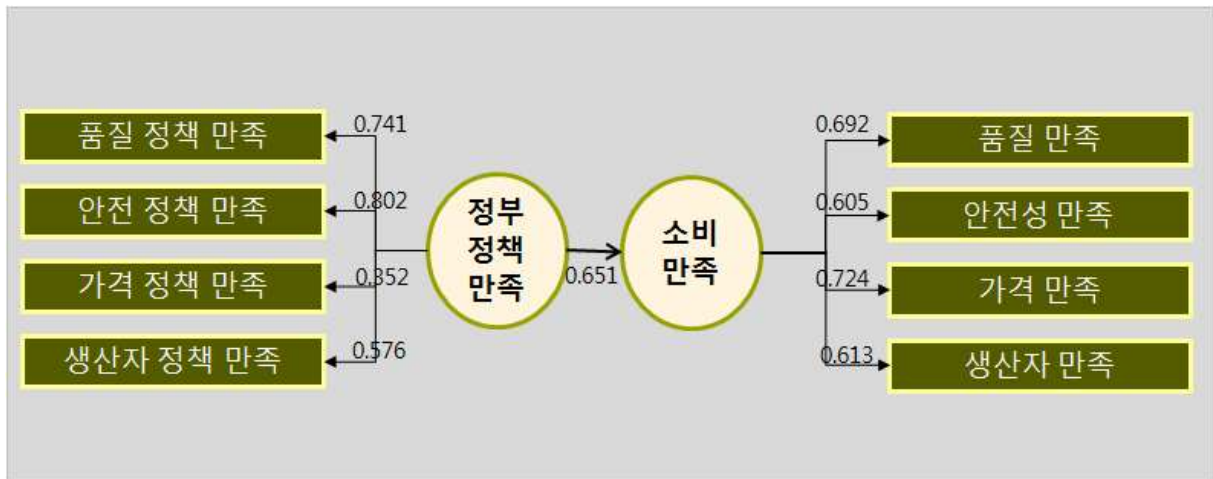 품질 정책 만족
0.741
안전 정책 만족
0.802
가격 정책 만족
생산자 정책 만족
0.576
정부
정책
만족
0.651
소비
만족
0.692
품질 만족
0.605
안전성 만족
0.724
가격 만족
0.613
생산자 만족